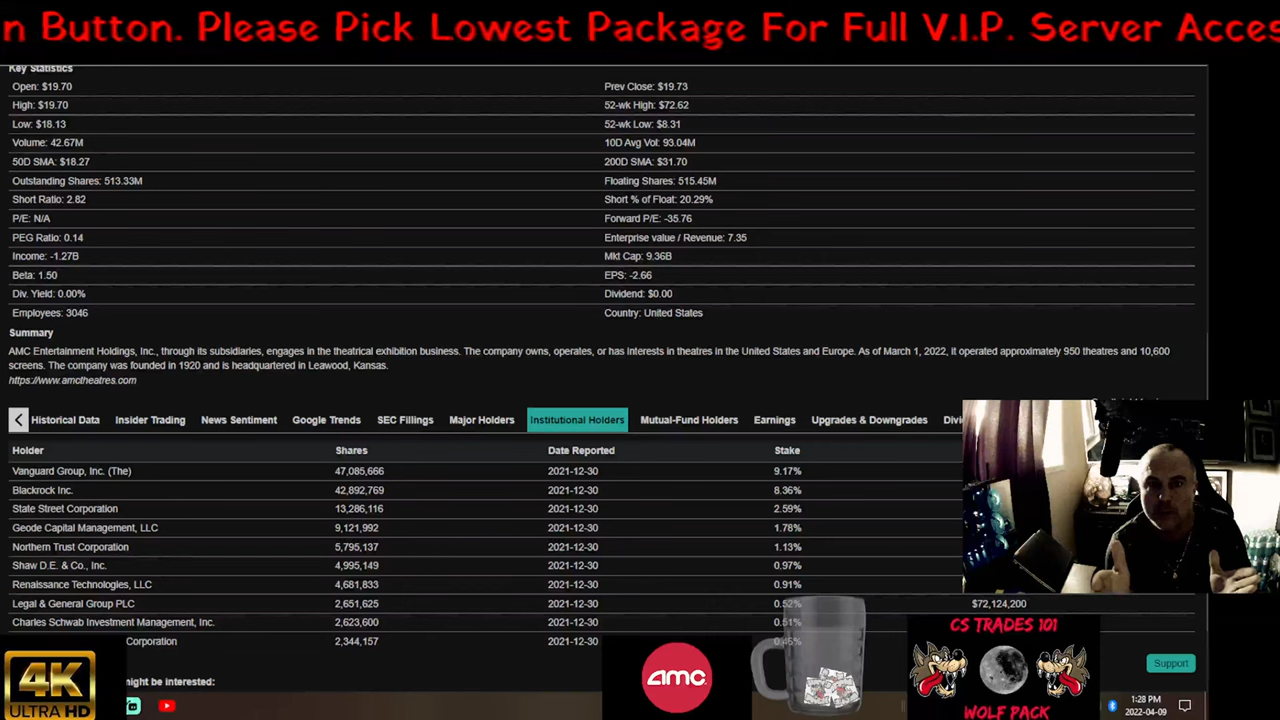 n Button. Please Pick Lowest Package For Full V.I.P. Server Acces
Key Statistics
Open: $19.70 Prev Close: $19.73
High: $19.70 52-wk High: $72.62
Low: $18.13 52-wk Low: $8.31
Volume: 42.67M 10D Avg Vol: 93.04M
50D SMA: $18.27 200D SMA: $31.70
Outstanding Shares: 513.33M Floating Shares: 515.45M
Short Ratio: 2.82 Short % of Float: 20.29%
P/E: N/A Forward P/E: -35.76
PEG Ratio: 0.14 Enterprise value / Revenue: 7.35
Income: -1.27B Mkt Cap: 9.36B
Beta: 1.50 EPS: -2.66
Div. Yield: 0.00% Dividend: $0.00
Employees: 3046 Country: United States
Summary
AMC Entertainment Holdings, Inc., through its subsidiaries, engages in the theatrical exhibition business. The company owns, operates, or has interests in theatres in the United States and Europe. As of March 1, 2022, it operated approximately 950 theatres and 10,600
screens. The company was founded in 1920 and is headquartered in Leawood, Kansas.
https://www.amctheatres.com
Historical Data Insider Trading News Sentiment Google Trends SEC Fillings Major Holders Institutional Holders Mutual-Fund Holders Earnings Upgrades & Downgrades Divi
Holder Shares Date Reported Stake
Vanguard Group, Inc. (The) 47,085,666 2021-12-30 9.17%
Blackrock Inc. 42,892,769 2021-12-30 8.36%
State Street Corporation 13,286,116 2021-12-30 2.59%
Geode Capital Management, LLC 9,121,992 2021-12-30 1.78%
Northern Trust Corporation 5,795,137 2021-12-30 1.13%
Shaw D.E. & Co., Inc. 4,995,149 2021-12-30 0.97%
Renaissance Technologies, LLC 4,681,833 2021-12-30 0.91%
Legal & General Group PLC 2,651,625 2021-12-30 0.52% $72,124,200
Charles Schwab Investment Management, Inc. 2,623,600 2021-12-30 0.51%
Corporation 2,344,157 2021-12-30 0.46%
might be interested:
4K
ULTRA HD
amc
CS TRADES 101
WOLF PACK
Support
1:28 PM
2022-04-09